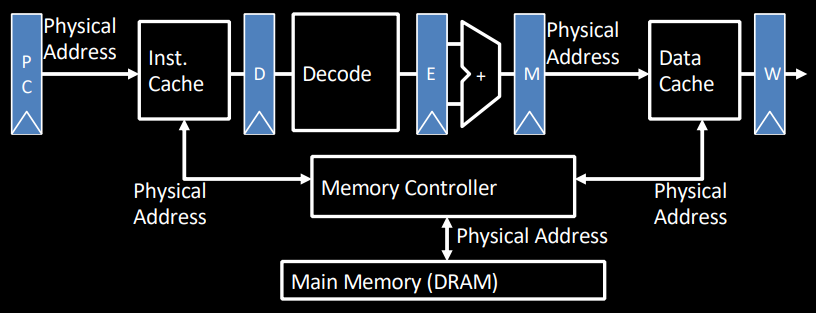 Physical
Address
P
C
Inst.
Cache
D
Decode
E
+
M
Physical
Address
Data
Cache
W
Physical
Address
Memory Controller
Physical
Address
Physical Address
Main Memory (DRAM)